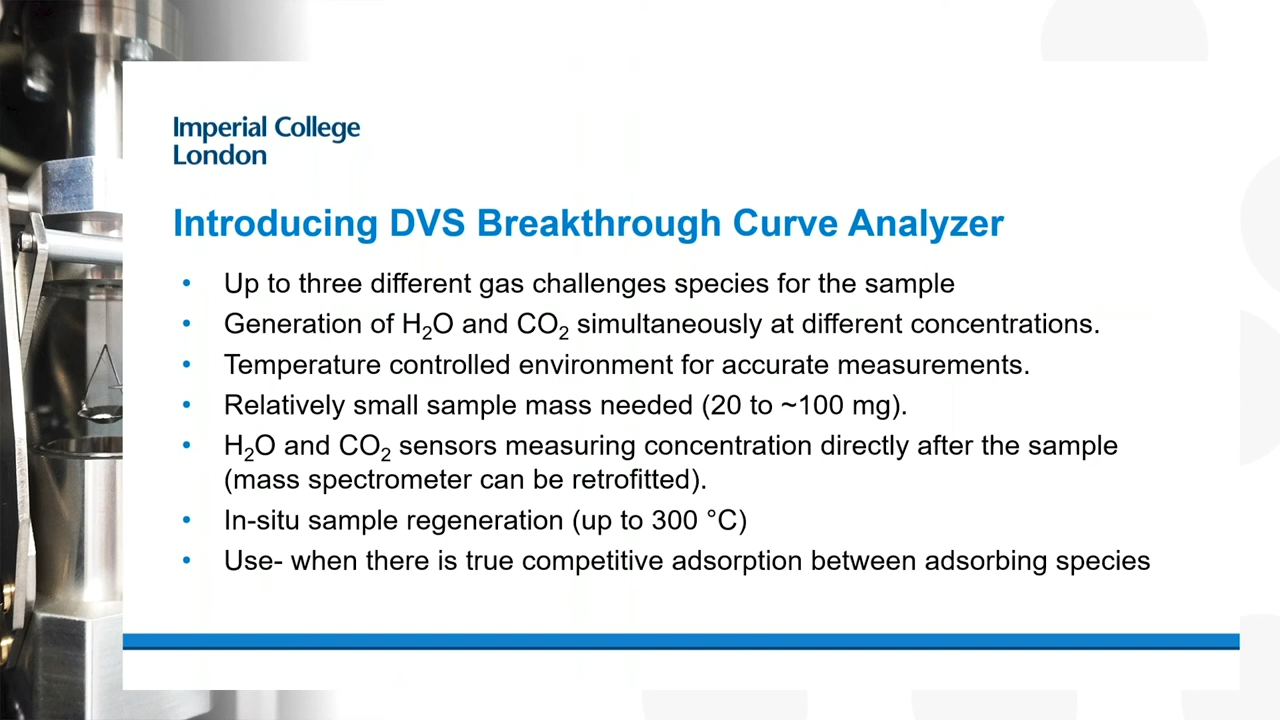 Imperial College
London
Introducing DVS Breakthrough Curve Analyzer
• Up to three different gas challenges species for the sample
• Generation of H₂O and CO₂ simultaneously at different concentrations.
• Temperature controlled environment for accurate measurements.
• Relatively small sample mass needed (20 to ~100 mg).
• H₂O and CO₂ sensors measuring concentration directly after the sample
(mass spectrometer can be retrofitted).
• In-situ sample regeneration (up to 300 °C)
• Use- when there is true competitive adsorption between adsorbing species